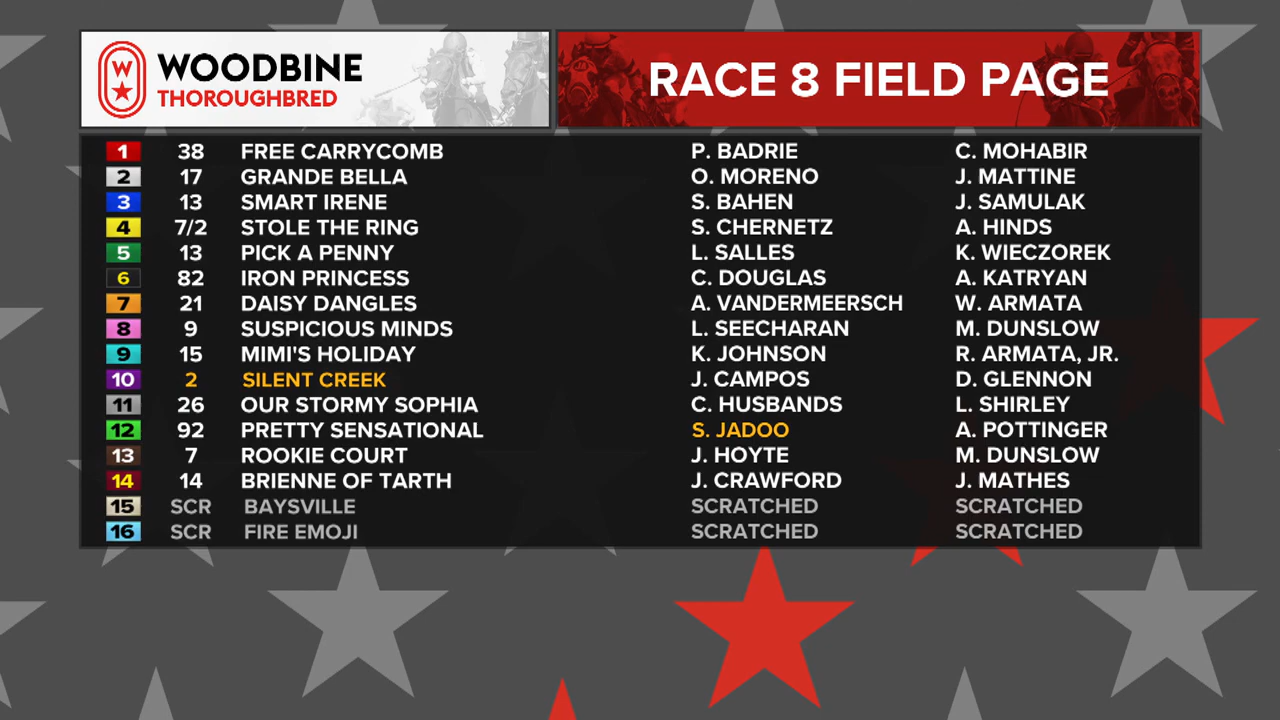 W
WOODBINE
THOROUGHBRED
RACE 8 FIELD PAGE
1 38 FREE CARRYCOMB P. BADRIE C. MOHABIR
2 17 GRANDE BELLA O. MORENO J. MATTINE
3 13 SMART IRENE S. BAHEN J. SAMULAK
4 7/2 STOLE THE RING S. CHERNETZ A. HINDS
5 13 PICK A PENNY L. SALLES K. WIECZOREK
6 82 IRON PRINCESS C. DOUGLAS A. KATRYAN
7 21 DAISY DANGLES A. VANDERMEERSCH W. ARMATA
8 9 SUSPICIOUS MINDS L. SEECHARAN M. DUNSLOW
9 15 MIMI'S HOLIDAY K. JOHNSON R. ARMATA, JR.
10 2 SILENT CREEK J. CAMPOS D. GLENNON
11 26 OUR STORMY SOPHIA C. HUSBANDS L. SHIRLEY
12 92 PRETTY SENSATIONAL S. JADOO A. POTTINGER
13 7 ROOKIE COURT J. HOYTE M. DUNSLOW
14 14 BRIENNE OF TARTH J. CRAWFORD J. MATHES
15 SCR BAYSVILLE SCRATCHED SCRATCHED
16 SCR FIRE EMOJI SCRATCHED SCRATCHED